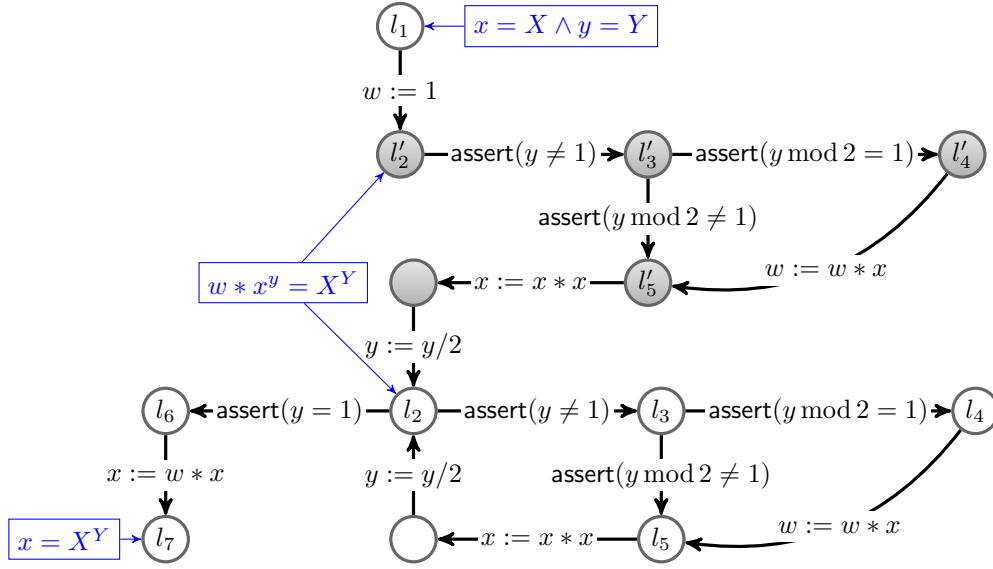 l₁
x = X ∧ y = Y
w := 1
l′₂
assert(y ≠ 1)
l′₃
assert(y mod 2 = 1)
l′₄
assert(y mod 2 ≠ 1)
w * x^y = X^Y
x := x * x
l′₅
w := w * x
y := y/2
l₆
assert(y = 1)
l₂
assert(y ≠ 1)
l₃
assert(y mod 2 = 1)
l₄
x := w * x
y := y/2
assert(y mod 2 ≠ 1)
x = X^Y
l₇
x := x * x
l₅
w := w * x